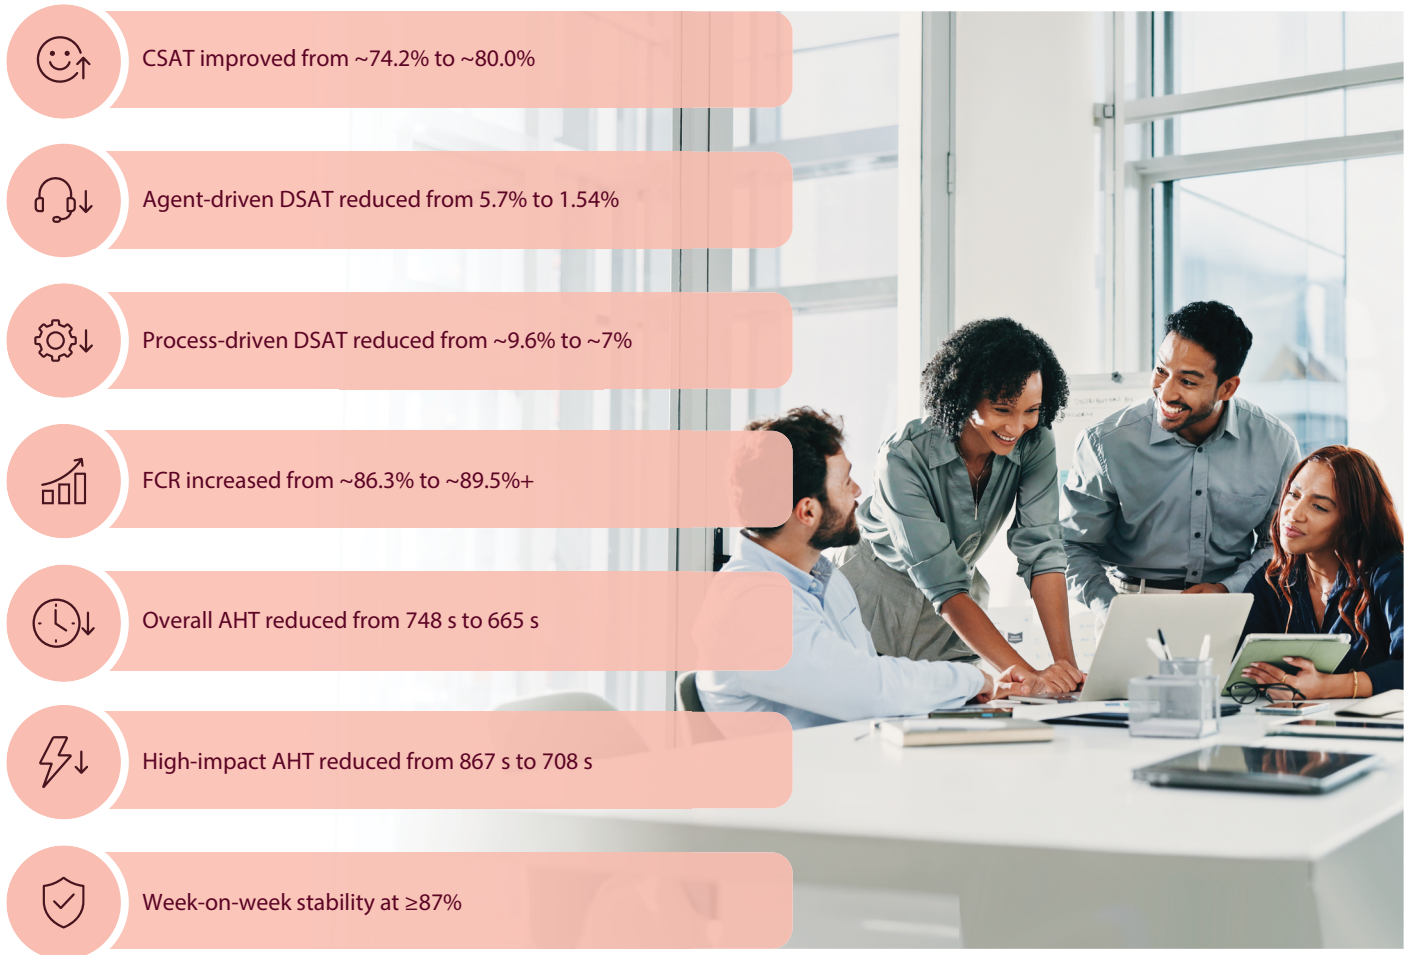 CSAT improved from ~74.2% to ~80.0%
Agent-driven DSAT reduced from 5.7% to 1.54%
Process-driven DSAT reduced from ~9.6% to ~7%
FCR increased from ~86.3% to ~89.5%+
Overall AHT reduced from 748 s to 665 s
High-impact AHT reduced from 867 s to 708 s
Week-on-week stability at ≥87%